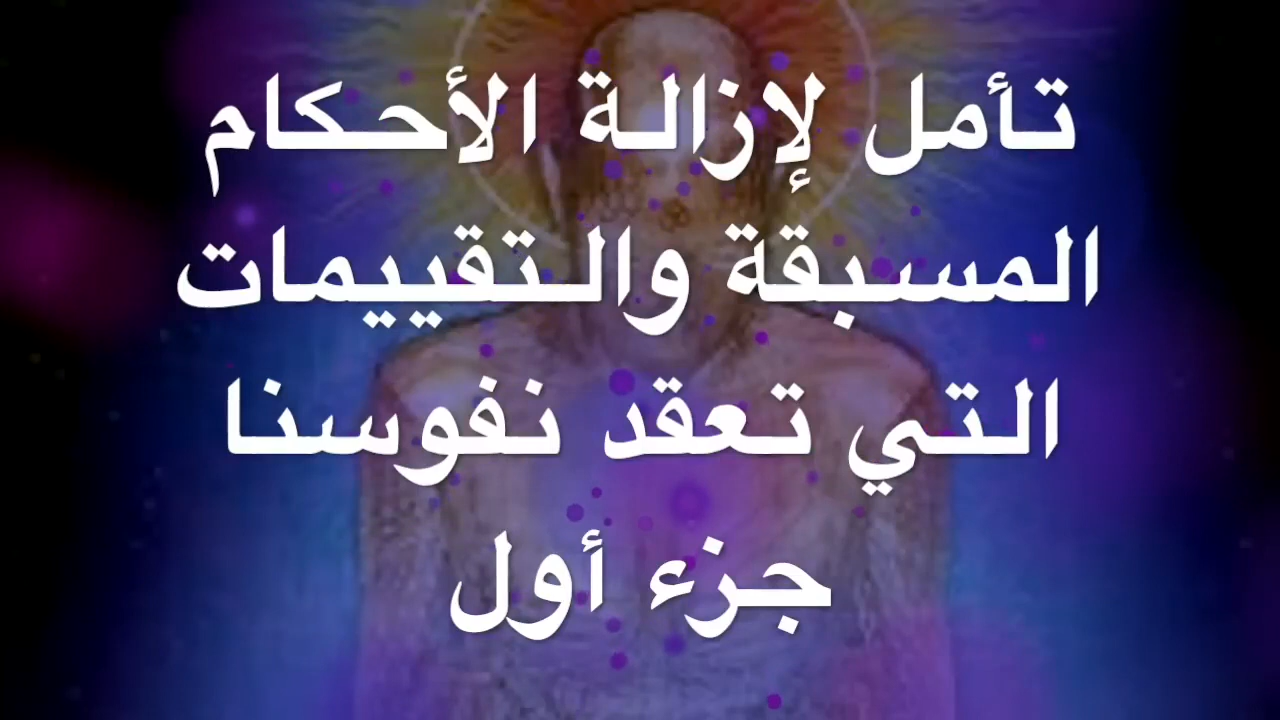 تأمل لإزالة الأحكام
المسبقة والتقييمات
التي تعقد نفوسنا
جزء أول